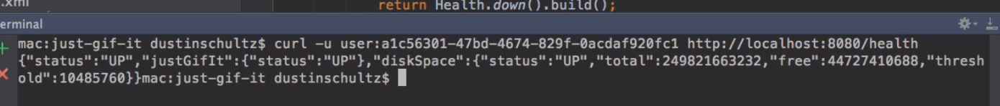 .xml
return Health.down().build();
erminal
mac:just-gif-it dustinschultz$ curl -u user:a1c56301-47bd-4674-829f-0acdaf920fc1 http://localhost:8080/health
{"status":"UP","justGifIt":{"status":"UP"},"diskSpace":{"status":"UP","total":249821663232,"free":44727410688,"thresh
old":10485760}}mac:just-gif-it dustinschultz$